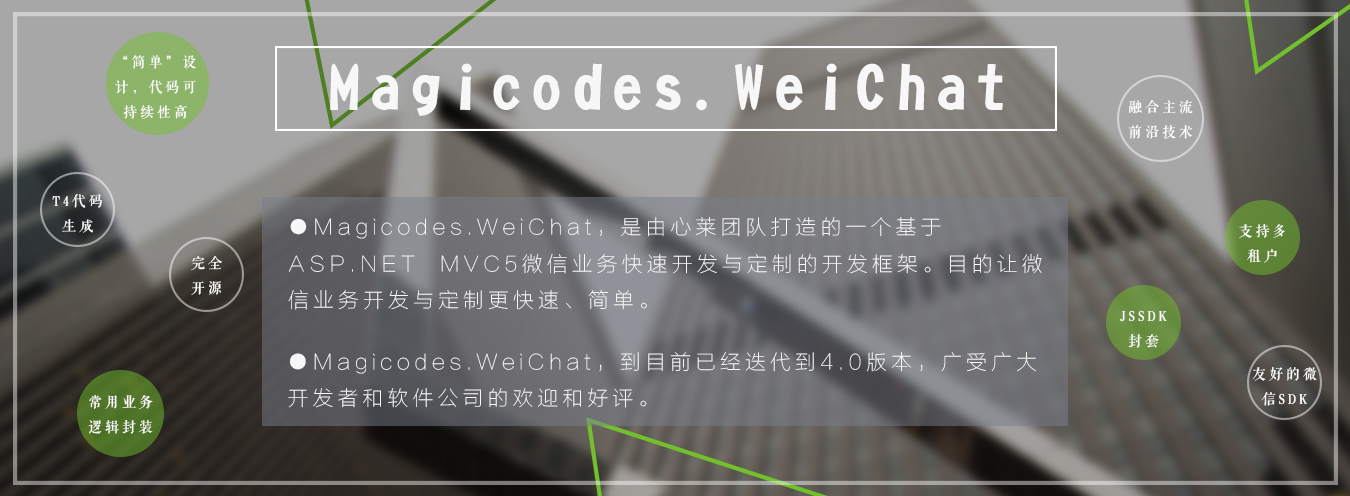 Magicodes.WeiChat
“简单”设
计，代码可
持续性高
T4代码
生成
完全
开源
常用业务
逻辑封装
●Magicodes.WeiChat，是由心莱团队打造的一个基于
ASP.NET MVC5微信业务快速开发与定制的开发框架。目的让微
信业务开发与定制更快速、简单。
●Magicodes.WeiChat，到目前已经迭代到4.0版本，广受广大
开发者和软件公司的欢迎和好评。
融合主流
前沿技术
支持多
租户
JSSDK
封套
友好的微
信SDK